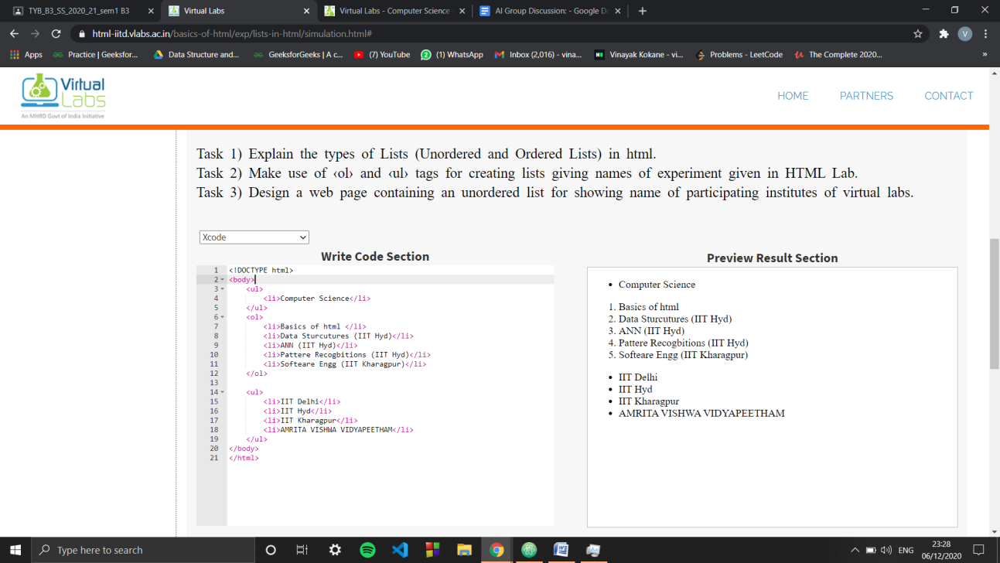 TYB_B3_SS_2020_21_sem1 B3
Virtual Labs
Virtual Labs - Computer Science
AI Group Discussion: - Google Do
html-iitd.vlabs.ac.in/basics-of-html/exp/lists-in-html/simulation.html#
V
Apps
Practice | Geeksfor...
Data Structure and...
GeeksforGeeks | A c...
(7) YouTube
(1) WhatsApp
Inbox (2,016) - vina...
Vinayak Kokane - vi...
Problems - LeetCode
The Complete 2020...
»
Virtual
Labs
An MHRD Govt of India Initiative
HOME PARTNERS CONTACT
Task 1) Explain the types of Lists (Unordered and Ordered Lists) in html.
Task 2) Make use of ‹ol› and ‹ul› tags for creating lists giving names of experiment given in HTML Lab.
Task 3) Design a web page containing an unordered list for showing name of participating institutes of virtual labs.
Xcode
Write Code Section
1 <!DOCTYPE html>
2 <body>
3 <ul>
4 <li>Computer Science</li>
5 </ul>
6 <ol>
7 <li>Basics of html </li>
8 <li>Data Sturcutures (IIT Hyd)</li>
9 <li>ANN (IIT Hyd)</li>
10 <li>Pattere Recogbitions (IIT Hyd)</li>
11 <li>Softeare Engg (IIT Kharagpur)</li>
12 </ol>
13
14 <ul>
15 <li>IIT Delhi</li>
16 <li>IIT Hyd</li>
17 <li>IIT Kharagpur</li>
18 <li>AMRITA VISHWA VIDYAPEETHAM</li>
19 </ul>
20 </body>
21 </html>
Preview Result Section
• Computer Science
1. Basics of html
2. Data Sturcutures (IIT Hyd)
3. ANN (IIT Hyd)
4. Pattere Recogbitions (IIT Hyd)
5. Softeare Engg (IIT Kharagpur)
• IIT Delhi
• IIT Hyd
• IIT Kharagpur
• AMRITA VISHWA VIDYAPEETHAM
Type here to search
ENG
23:28
06/12/2020